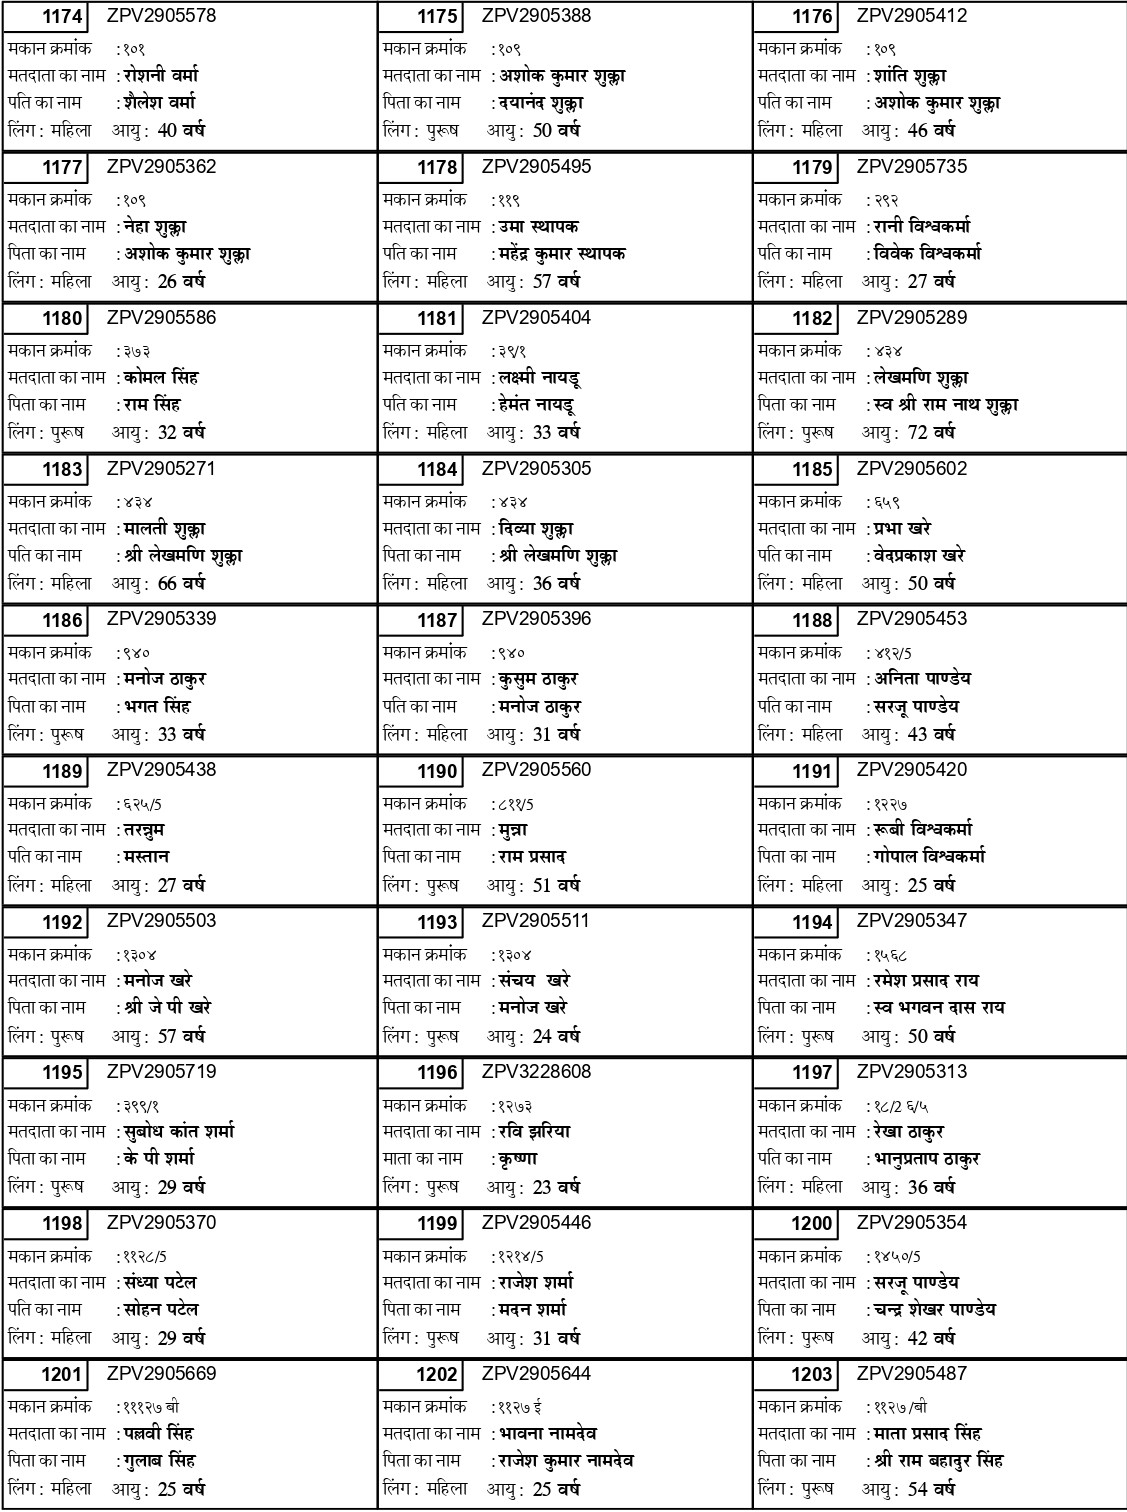 1174 ZPV2905578
मकान क्रमांक :१०१
मतदाता का नाम :रोशनी वर्मा
पति का नाम :शैलेश वर्मा
लिंग: महिला आयु: 40 वर्ष
1175 ZPV2905388
मकान क्रमांक :१०९
मतदाता का नाम :अशोक कुमार शुक्ला
पिता का नाम :दयानंद शुक्ला
लिंग: पुरूष आयु: 50 वर्ष
1176 ZPV2905412
मकान क्रमांक :१०९
मतदाता का नाम :शांति शुक्ला
पति का नाम :अशोक कुमार शुक्ला
लिंग: महिला आयु: 46 वर्ष
1177 ZPV2905362
मकान क्रमांक :१०९
मतदाता का नाम :नेहा शुक्ला
पिता का नाम :अशोक कुमार शुक्ला
लिंग: महिला आयु: 26 वर्ष
1178 ZPV2905495
मकान क्रमांक :११९
मतदाता का नाम :उमा स्थापक
पति का नाम :महेंद्र कुमार स्थापक
लिंग: महिला आयु: 57 वर्ष
1179 ZPV2905735
मकान क्रमांक :२९२
मतदाता का नाम :रानी विश्वकर्मा
पति का नाम :विवेक विश्वकर्मा
लिंग: महिला आयु: 27 वर्ष
1180 ZPV2905586
मकान क्रमांक :३७३
मतदाता का नाम :कोमल सिंह
पिता का नाम :राम सिंह
लिंग: पुरूष आयु: 32 वर्ष
1181 ZPV2905404
मकान क्रमांक :३९/१
मतदाता का नाम :लक्ष्मी नायडू
पति का नाम :हेमंत नायडू
लिंग: महिला आयु: 33 वर्ष
1182 ZPV2905289
मकान क्रमांक :४३४
मतदाता का नाम :लेखमणि शुक्ला
पिता का नाम :स्व श्री राम नाथ शुक्ला
लिंग: पुरूष आयु: 72 वर्ष
1183 ZPV2905271
मकान क्रमांक :४३४
मतदाता का नाम :मालती शुक्ला
पति का नाम :श्री लेखमणि शुक्ला
लिंग: महिला आयु: 66 वर्ष
1184 ZPV2905305
मकान क्रमांक :४३४
मतदाता का नाम :दिव्या शुक्ला
पिता का नाम :श्री लेखमणि शुक्ला
लिंग: महिला आयु: 36 वर्ष
1185 ZPV2905602
मकान क्रमांक :६५९
मतदाता का नाम :प्रभा खरे
पति का नाम :वेदप्रकाश खरे
लिंग: महिला आयु: 50 वर्ष
1186 ZPV2905339
मकान क्रमांक :९४०
मतदाता का नाम :मनोज ठाकुर
पिता का नाम :भगत सिंह
लिंग: पुरूष आयु: 33 वर्ष
1187 ZPV2905396
मकान क्रमांक :९४०
मतदाता का नाम :कुसुम ठाकुर
पति का नाम :मनोज ठाकुर
लिंग: महिला आयु: 31 वर्ष
1188 ZPV2905453
मकान क्रमांक :४१२/5
मतदाता का नाम :अनिता पाण्डेय
पति का नाम :सरजू पाण्डेय
लिंग: महिला आयु: 43 वर्ष
1189 ZPV2905438
मकान क्रमांक :६२५/5
मतदाता का नाम :तरन्नुम
पति का नाम :मस्तान
लिंग: महिला आयु: 27 वर्ष
1190 ZPV2905560
मकान क्रमांक :८११/5
मतदाता का नाम :मुन्ना
पिता का नाम :राम प्रसाद
लिंग: पुरूष आयु: 51 वर्ष
1191 ZPV2905420
मकान क्रमांक :१२२७
मतदाता का नाम :रूबी विश्वकर्मा
पिता का नाम :गोपाल विश्वकर्मा
लिंग: महिला आयु: 25 वर्ष
1192 ZPV2905503
मकान क्रमांक :१३०४
मतदाता का नाम :मनोज खरे
पिता का नाम :श्री जे पी खरे
लिंग: पुरूष आयु: 57 वर्ष
1193 ZPV2905511
मकान क्रमांक :१३०४
मतदाता का नाम :संचय खरे
पिता का नाम :मनोज खरे
लिंग: पुरूष आयु: 24 वर्ष
1194 ZPV2905347
मकान क्रमांक :१५६८
मतदाता का नाम :रमेश प्रसाद राय
पिता का नाम :स्व भगवन दास राय
लिंग: पुरूष आयु: 50 वर्ष
1195 ZPV2905719
मकान क्रमांक :३९९/१
मतदाता का नाम :सुबोध कांत शर्मा
पिता का नाम :के पी शर्मा
लिंग: पुरूष आयु: 29 वर्ष
1196 ZPV3228608
मकान क्रमांक :१२७३
मतदाता का नाम :रवि झरिया
माता का नाम :कृष्णा
लिंग: पुरूष आयु: 23 वर्ष
1197 ZPV2905313
मकान क्रमांक :१८/2 ६/५
मतदाता का नाम :रेखा ठाकुर
पति का नाम :भानुप्रताप ठाकुर
लिंग: महिला आयु: 36 वर्ष
1198 ZPV2905370
मकान क्रमांक :११२८/5
मतदाता का नाम :संध्या पटेल
पति का नाम :सोहन पटेल
लिंग: महिला आयु: 29 वर्ष
1199 ZPV2905446
मकान क्रमांक :१२१४/5
मतदाता का नाम :राजेश शर्मा
पिता का नाम :मदन शर्मा
लिंग: पुरूष आयु: 31 वर्ष
1200 ZPV2905354
मकान क्रमांक :१४५०/5
मतदाता का नाम :सरजू पाण्डेय
पिता का नाम :चन्द्र शेखर पाण्डेय
लिंग: पुरूष आयु: 42 वर्ष
1201 ZPV2905669
मकान क्रमांक :१११२७ बी
मतदाता का नाम :पल्लवी सिंह
पिता का नाम :गुलाब सिंह
लिंग: महिला आयु: 25 वर्ष
1202 ZPV2905644
मकान क्रमांक :११२७ ई
मतदाता का नाम :भावना नामदेव
पिता का नाम :राजेश कुमार नामदेव
लिंग: महिला आयु: 25 वर्ष
1203 ZPV2905487
मकान क्रमांक :११२७ /बी
मतदाता का नाम :माता प्रसाद सिंह
पिता का नाम :श्री राम बहादुर सिंह
लिंग: पुरूष आयु: 54 वर्ष